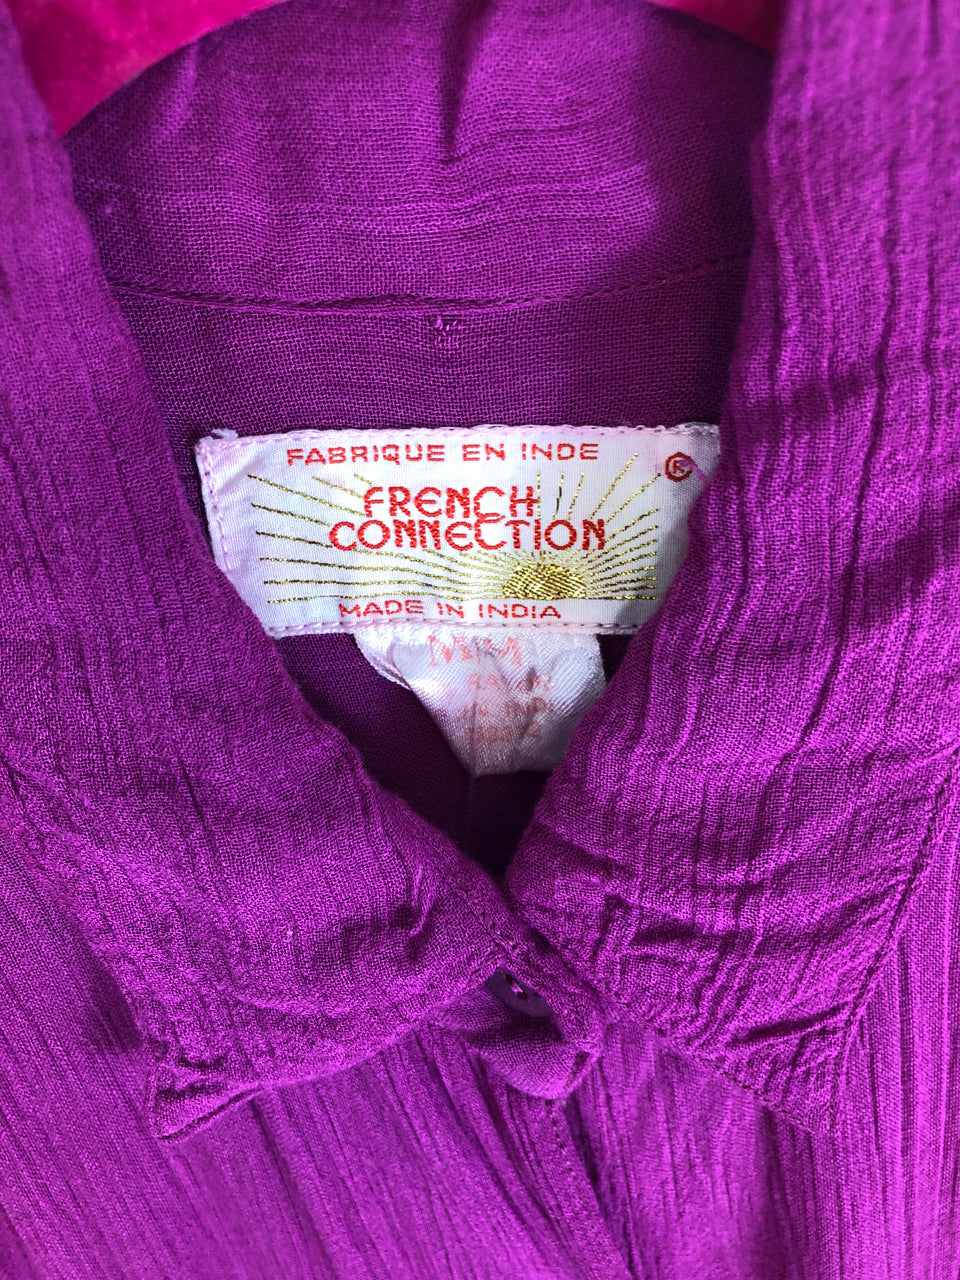 FABRIQUE EN INDE
®
FRENCH
CONNECTION
MADE IN INDIA